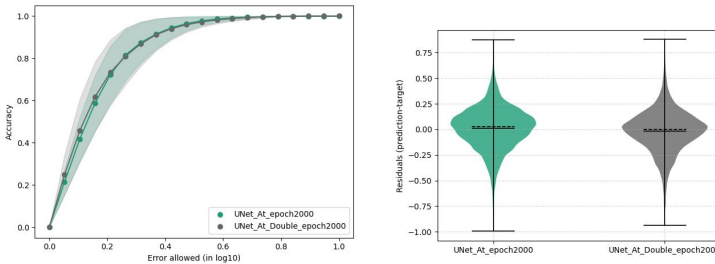 1.0
0.8
0.6
0.4
0.2
0.0
Accuracy
0.0 0.2 0.4 0.6 0.8 1.0
Error allowed (in log10)
UNet_At_epoch2000
UNet_At_Double_epoch2000
0.75
0.50
0.25
0.00
−0.25
−0.50
−0.75
−1.00
Residuals (prediction-target)
UNet_At_epoch2000 UNet_At_Double_epoch2000